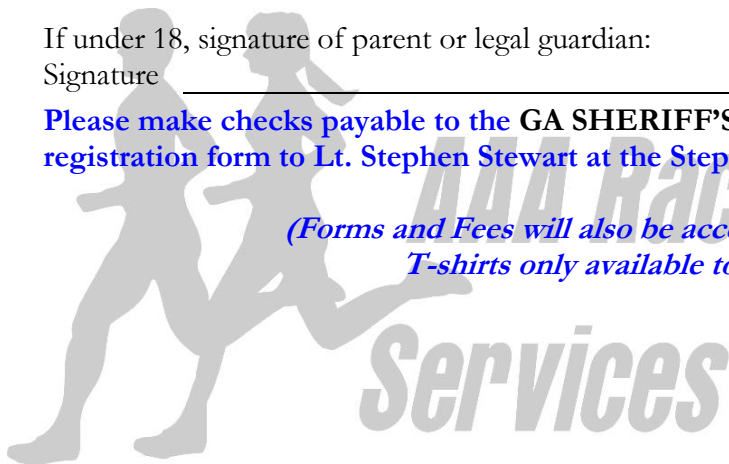 If under 18, signature of parent or legal guardian:
Signature
Please make checks payable to the GA SHERIFF'S
registration form to Lt. Stephen Stewart at the Step
AAA Rac
(Forms and Fees will also be acc
T-shirts only available to
Services